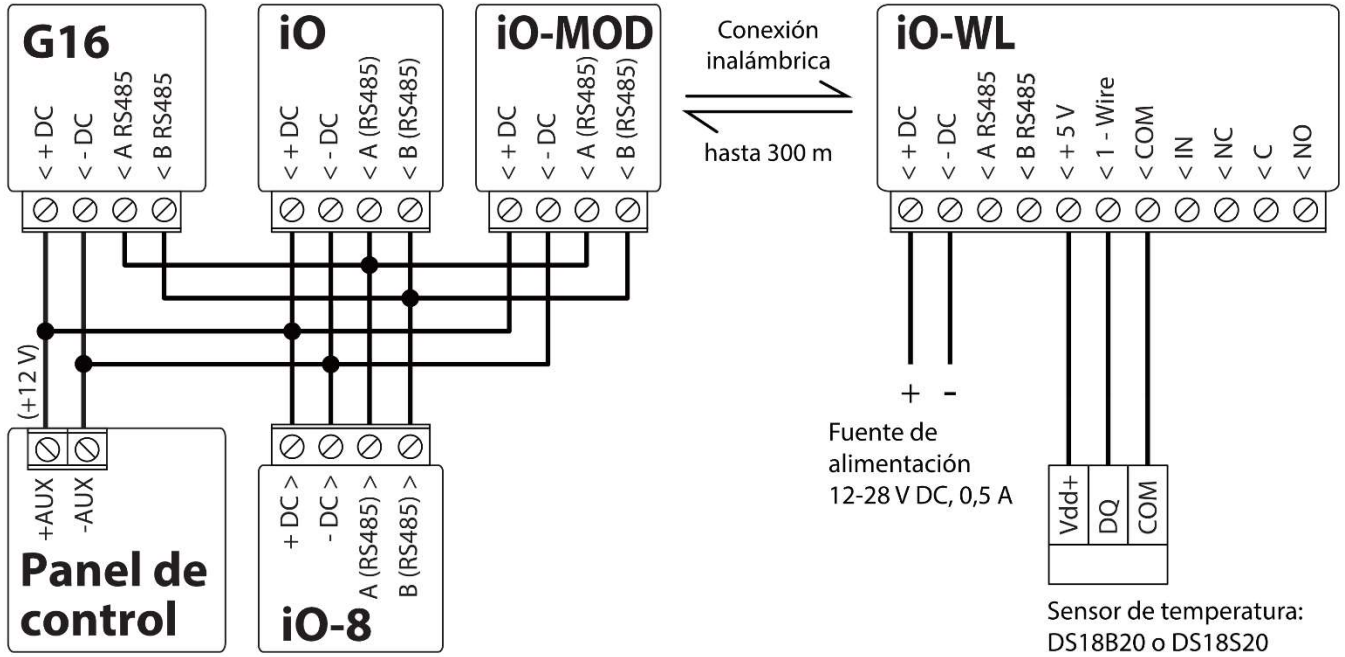 G16
< + DC
< - DC
< A RS485
< B RS485
iO
< + DC
< - DC
< A (RS485)
< B (RS485)
iO-MOD
< + DC
< - DC
< A (RS485)
< B (RS485)
Conexión
inalámbrica
hasta 300 m
iO-WL
< + DC
< - DC
< A RS485
< B RS485
< + 5 V
< 1 - Wire
< COM
< IN
< NC
< C
< NO
(+12 V)
+AUX
-AUX
Panel de
control
+ DC >
- DC >
A (RS485) >
B (RS485) >
iO-8
+ -
Fuente de
alimentación
12-28 V DC, 0,5 A
Vdd+
DQ
COM
Sensor de temperatura:
DS18B20 o DS18S20